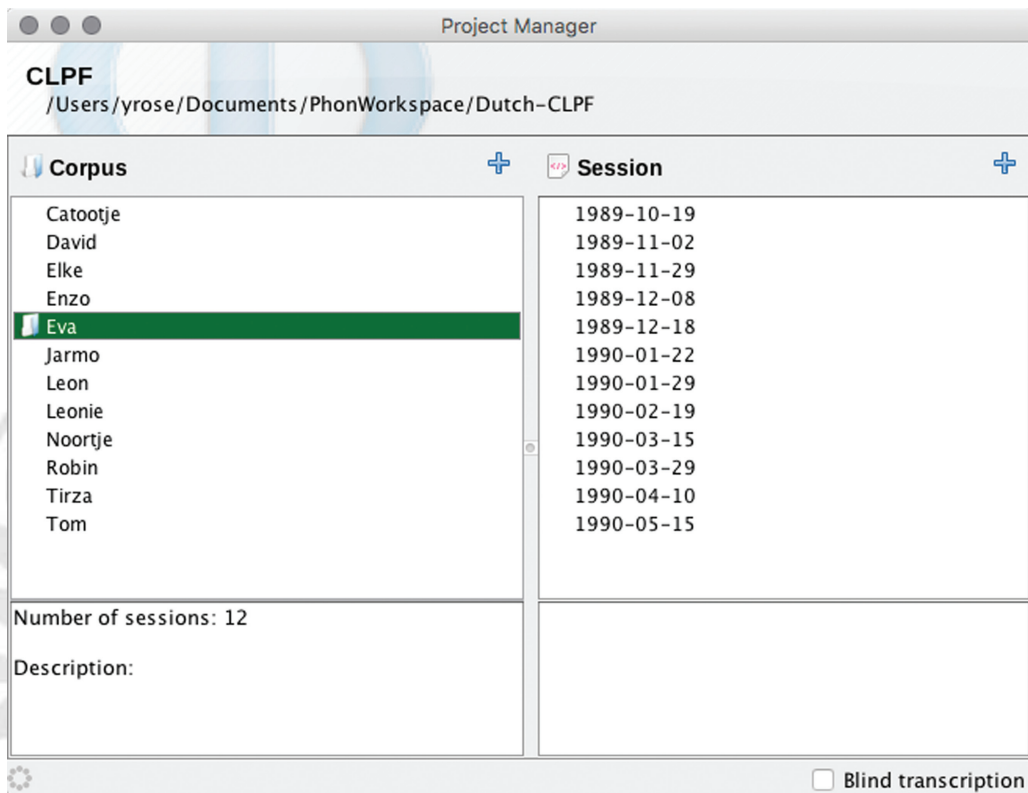 Project Manager
CLPF
/Users/yrose/Documents/PhonWorkspace/Dutch-CLPF
Corpus
Catootje
David
Elke
Enzo
Eva
Jarmo
Leon
Leonie
Noortje
Robin
Tirza
Tom
Number of sessions: 12
Description:
Session
1989-10-19
1989-11-02
1989-11-29
1989-12-08
1989-12-18
1990-01-22
1990-01-29
1990-02-19
1990-03-15
1990-03-29
1990-04-10
1990-05-15
Blind transcription